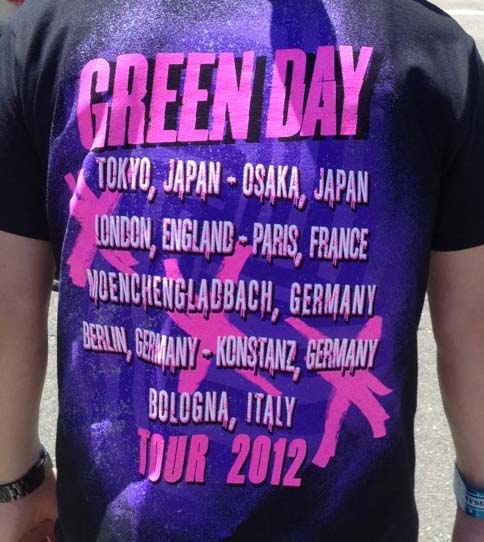 GREEN DAY
TOKYO, JAPAN - OSAKA, JAPAN
LONDON, ENGLAND - PARIS, FRANCE
MOENCHENGLADBACH, GERMANY
BERLIN, GERMANY - KONSTANZ, GERMANY
BOLOGNA, ITALY
TOUR 2012